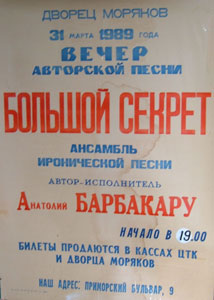 ДВОРЕЦ МОРЯКОВ
31 МАРТА 1989 ГОДА
ВЕЧЕР
АВТОРСКОЙ ПЕСНИ
БОЛЬШОЙ СЕКРЕТ
АНСАМБЛЬ
ИРОНИЧЕСКОЙ ПЕСНИ
АВТОР-ИСПОЛНИТЕЛЬ
АНАТОЛИЙ БАРБАКАРУ
НАЧАЛО В 19.00
БИЛЕТЫ ПРОДАЮТСЯ В КАССАХ ЦТК
И ДВОРЦА МОРЯКОВ
НАШ АДРЕС: ПРИМОРСКИЙ БУЛЬВАР, 9